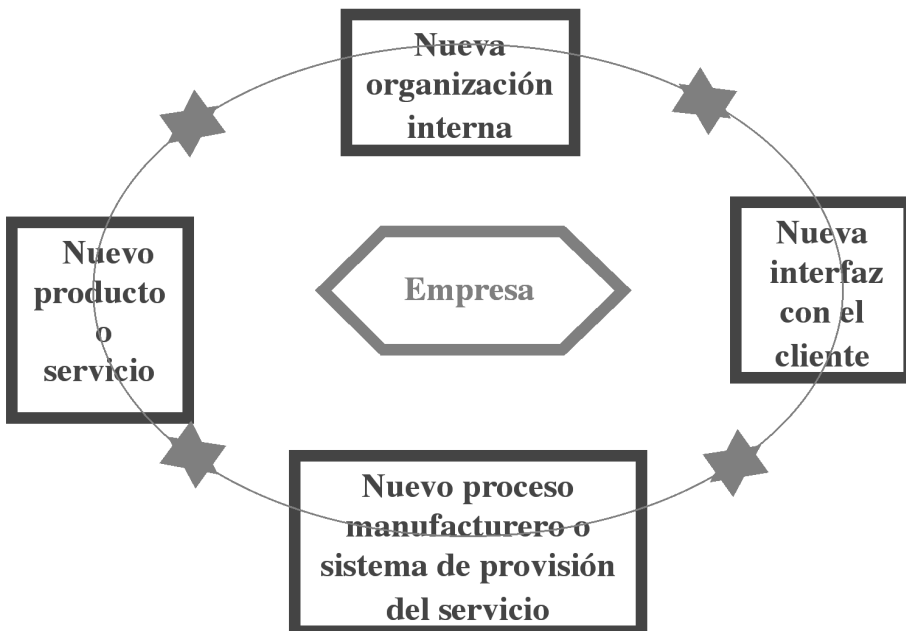 Nueva
organización
interna
Nuevo
producto
o
servicio
Empresa
Nueva
interfaz
con el
cliente
Nuevo proceso
manufacturero o
sistema de provisión
del servicio